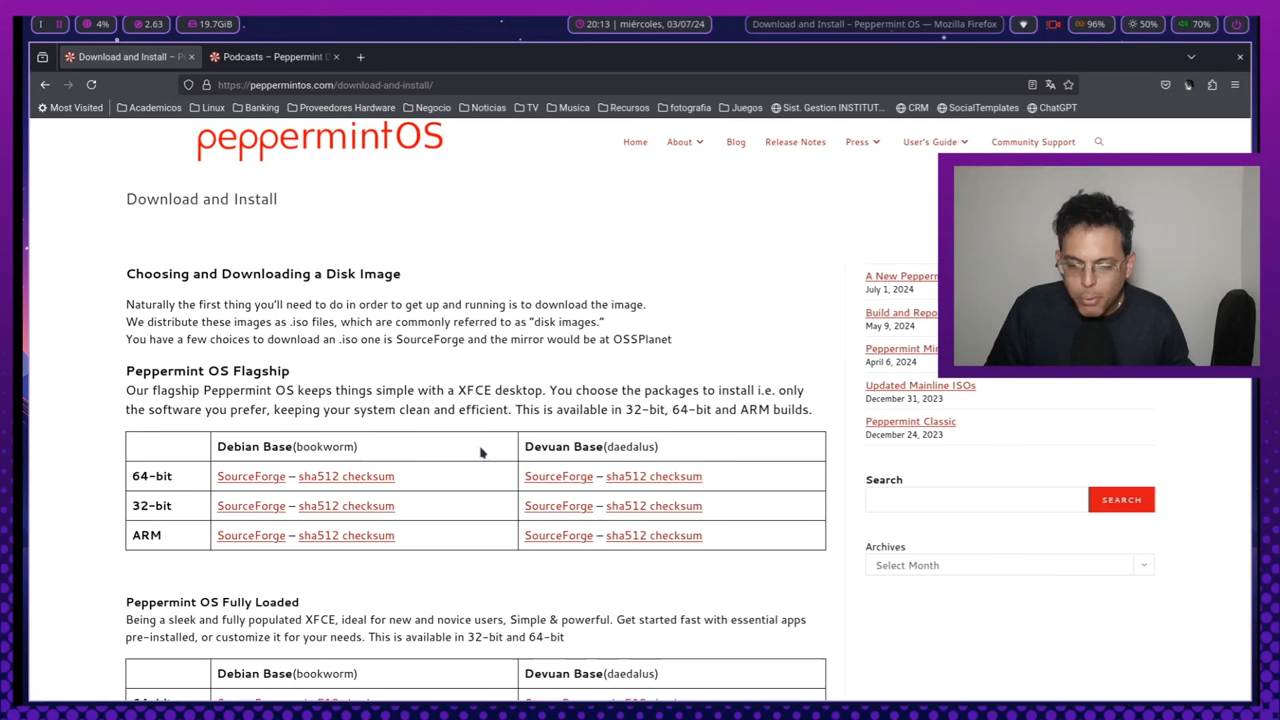 I II
4%
2.63
19.7GiB
20:13 | miércoles, 03/07/24
Download and Install – Peppermint OS — Mozilla Firefox
96%
50%
70%
Download and Install – P
Podcasts – Peppermint O
https://peppermintos.com/download-and-install/
Most Visited Academicos Linux Banking Proveedores Hardware Negocio Noticias TV Musica Recursos fotografia Juegos Sist. Gestion INSTITUT... CRM SocialTemplates ChatGPT
peppermintOS
Home About Blog Release Notes Press User's Guide Community Support
Download and Install
Choosing and Downloading a Disk Image
Naturally the first thing you'll need to do in order to get up and running is to download the image.
We distribute these images as .iso files, which are commonly referred to as “disk images.”
You have a few choices to download an .iso one is SourceForge and the mirror would be at OSSPlanet
Peppermint OS Flagship
Our flagship Peppermint OS keeps things simple with a XFCE desktop. You choose the packages to install i.e. only
the software you prefer, keeping your system clean and efficient. This is available in 32-bit, 64-bit and ARM builds.
Debian Base(bookworm) Devuan Base(daedalus)
64-bit SourceForge – sha512 checksum SourceForge – sha512 checksum
32-bit SourceForge – sha512 checksum SourceForge – sha512 checksum
ARM SourceForge – sha512 checksum SourceForge – sha512 checksum
Peppermint OS Fully Loaded
Being a sleek and fully populated XFCE, ideal for new and novice users, Simple & powerful. Get started fast with essential apps
pre-installed, or customize it for your needs. This is available in 32-bit and 64-bit
Debian Base(bookworm) Devuan Base(daedalus)
A New Pepperm
July 1, 2024
Build and Repo
May 9, 2024
Peppermint Mi
April 6, 2024
Updated Mainline ISOs
December 31, 2023
Peppermint Classic
December 24, 2023
Search
SEARCH
Archives
Select Month